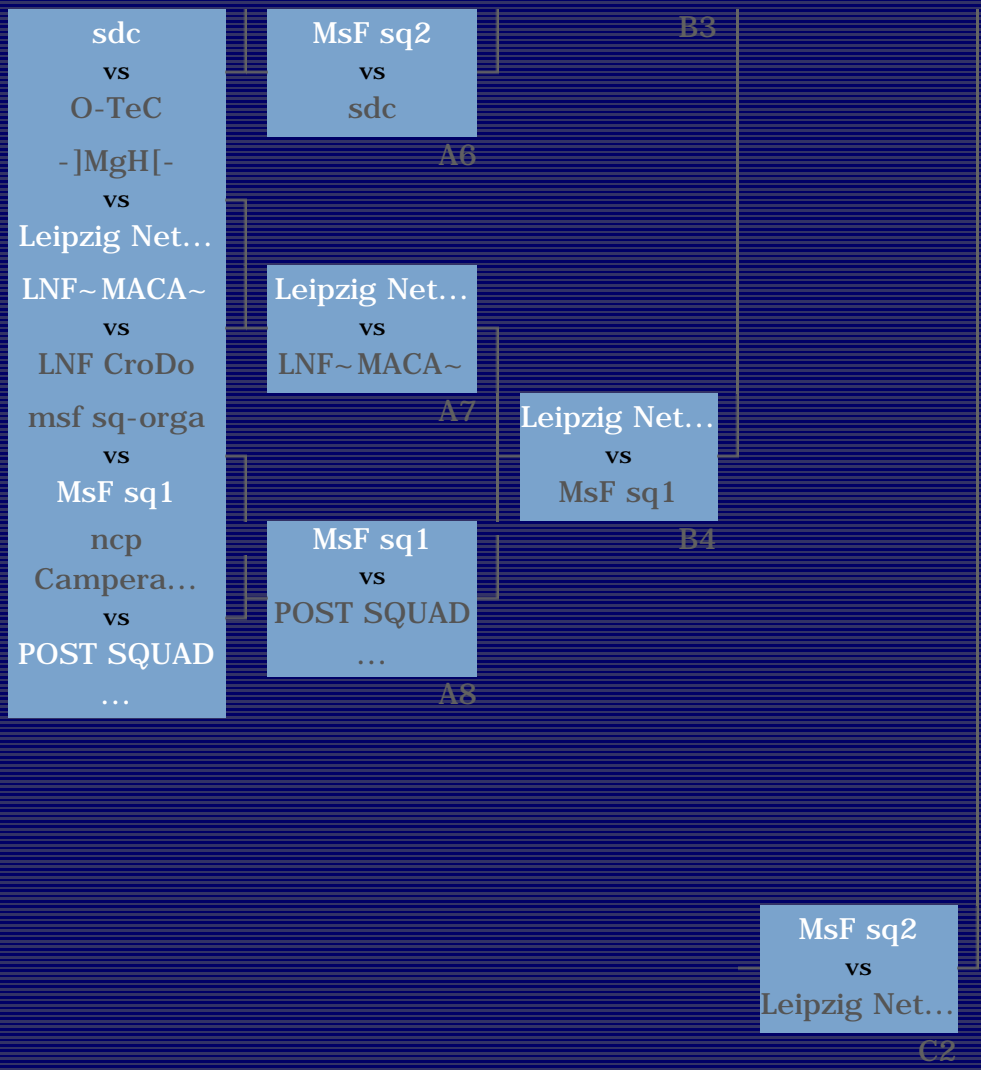 sdc
vs
O-TeC
-]MgH[-
vs
Leipzig Net...
LNF~MACA~
vs
LNF CroDo
msf sq-orga
vs
MsF sq1
ncp
Campera...
vs
POST SQUAD
...
MsF sq2
vs
sdc
A6
Leipzig Net...
vs
LNF~MACA~
A7
MsF sq1
vs
POST SQUAD
...
A8
B3
Leipzig Net...
vs
MsF sq1
B4
MsF sq2
vs
Leipzig Net...
C2